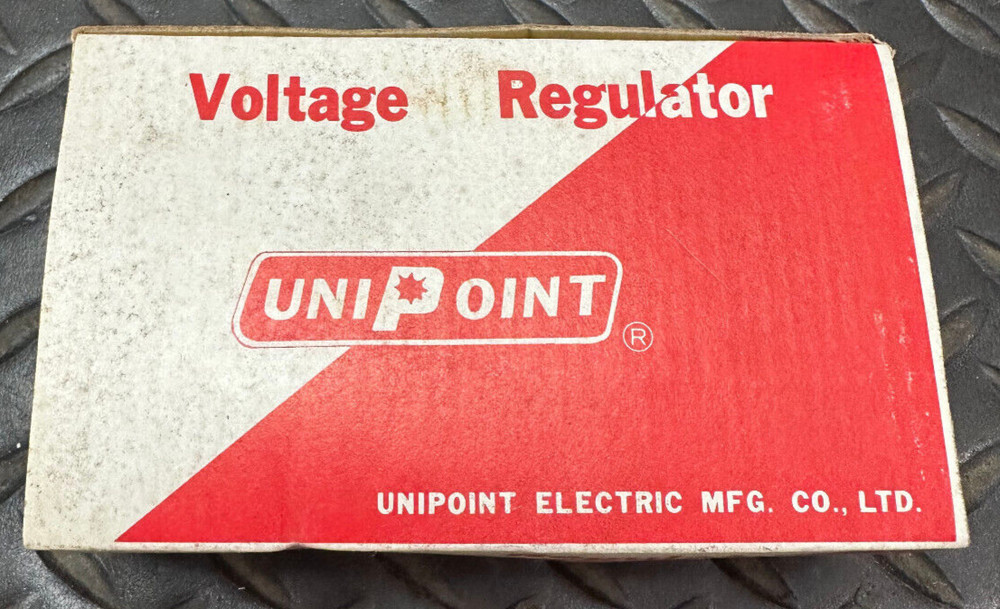 Voltage Regulator
UNIPOINT
®
UNIPOINT ELECTRIC MFG. CO., LTD.